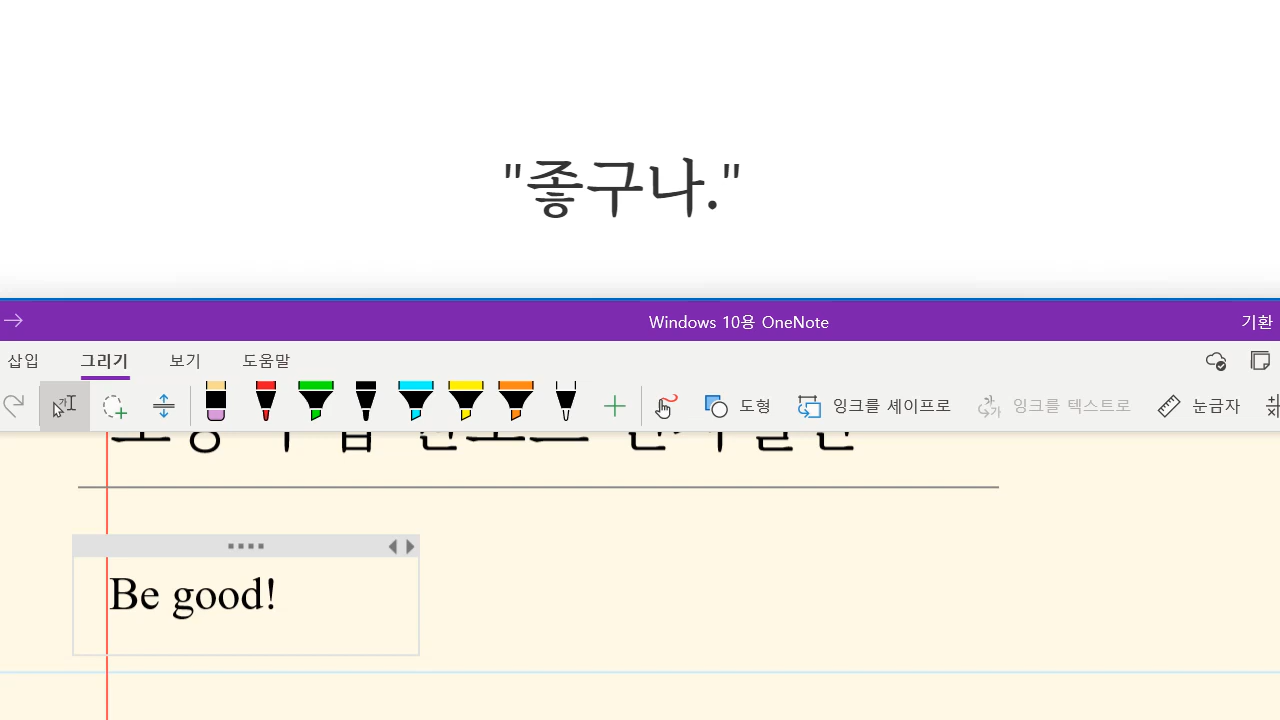 "좋구나."
Windows 10용 OneNote
기환
삽입 그리기 보기 도움말
도형 잉크를 셰이프로 잉크를 텍스트로 눈금자
Be good!